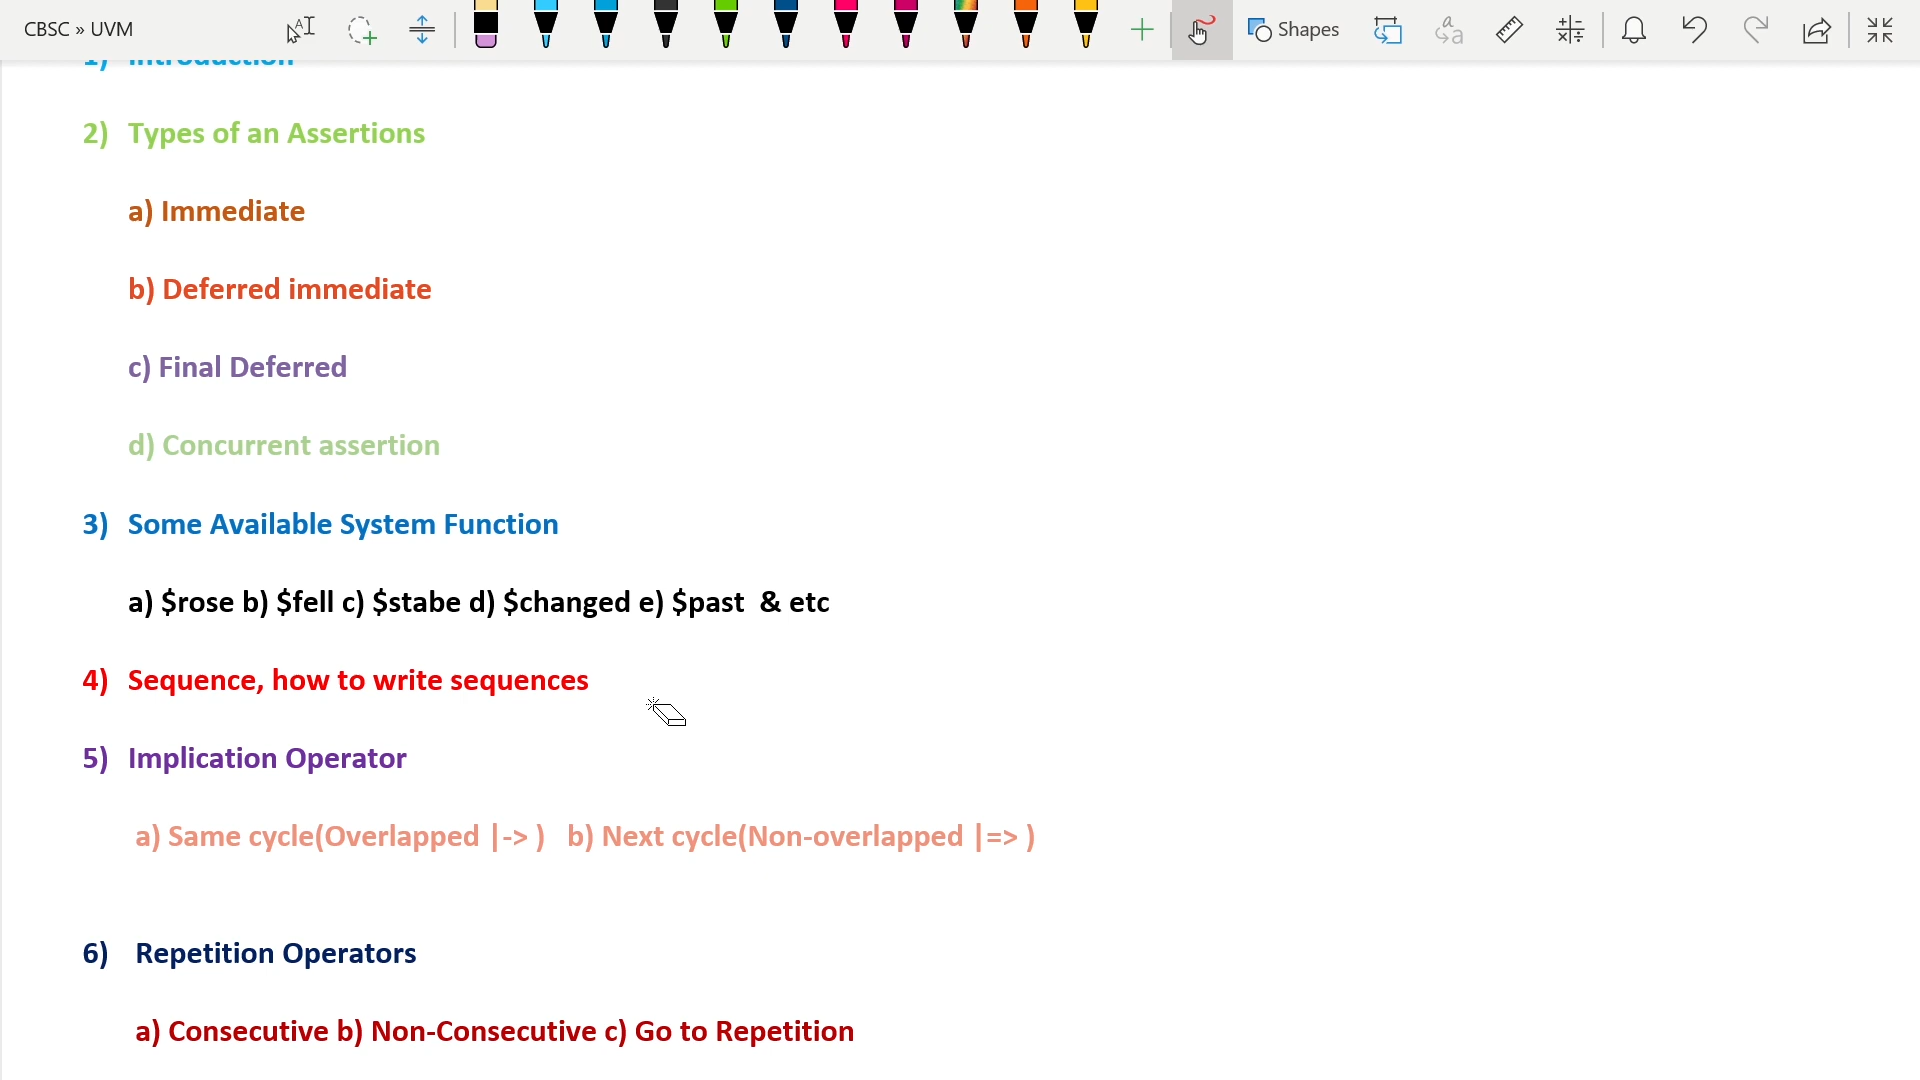 CBSC » UVM
Shapes
1) Introduction
2) Types of an Assertions
a) Immediate
b) Deferred immediate
c) Final Deferred
d) Concurrent assertion
3) Some Available System Function
a) $rose b) $fell c) $stabe d) $changed e) $past & etc
4) Sequence, how to write sequences
5) Implication Operator
a) Same cycle(Overlapped |-> ) b) Next cycle(Non-overlapped |=> )
6) Repetition Operators
a) Consecutive b) Non-Consecutive c) Go to Repetition